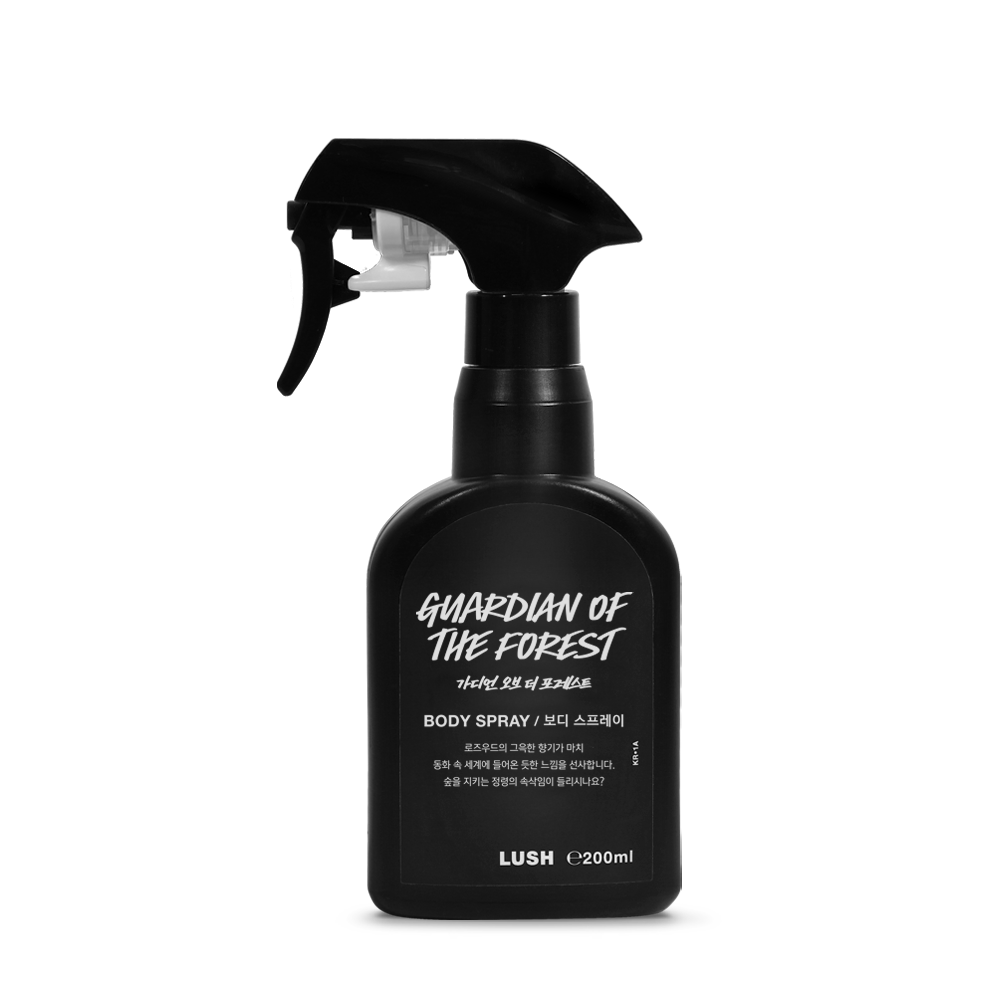 GUARDIAN OF
THE FOREST
가디언 오브 더 포레스트
BODY SPRAY / 보디 스프레이
로즈우드의 그윽한 향기가 마치
동화 속 세계에 들어온 듯한 느낌을 선사합니다.
숲을 지키는 정령의 속삭임이 들리시나요?
KR•1A
LUSH ℮200ml